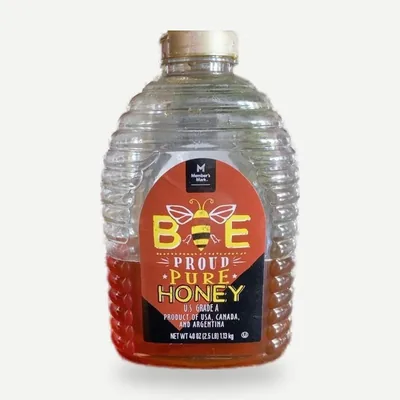 M
Member's
Mark.
BEE
PROUD
PURE
HONEY
U.S. GRADE A
PRODUCT OF USA, CANADA,
AND ARGENTINA
NET WT 40 OZ (2.5 LB) 1.13 kg